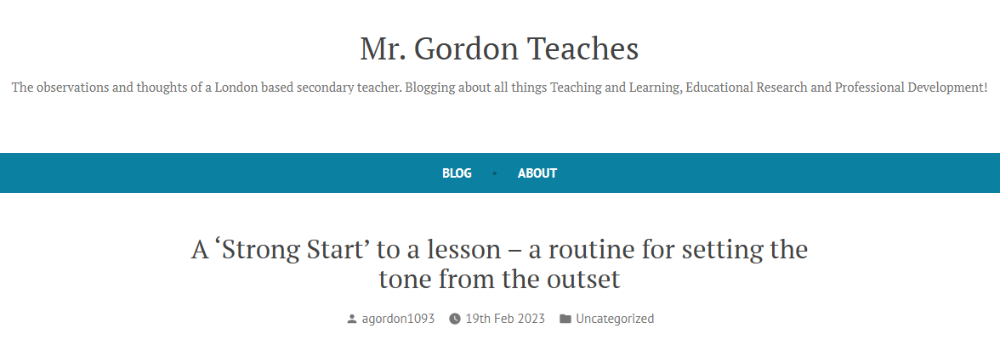 Mr. Gordon Teaches
The observations and thoughts of a London based secondary teacher. Blogging about all things Teaching and Learning, Educational Research and Professional Development!
BLOG • ABOUT
A ‘Strong Start’ to a lesson – a routine for setting the
tone from the outset
agordon1093 19th Feb 2023 Uncategorized